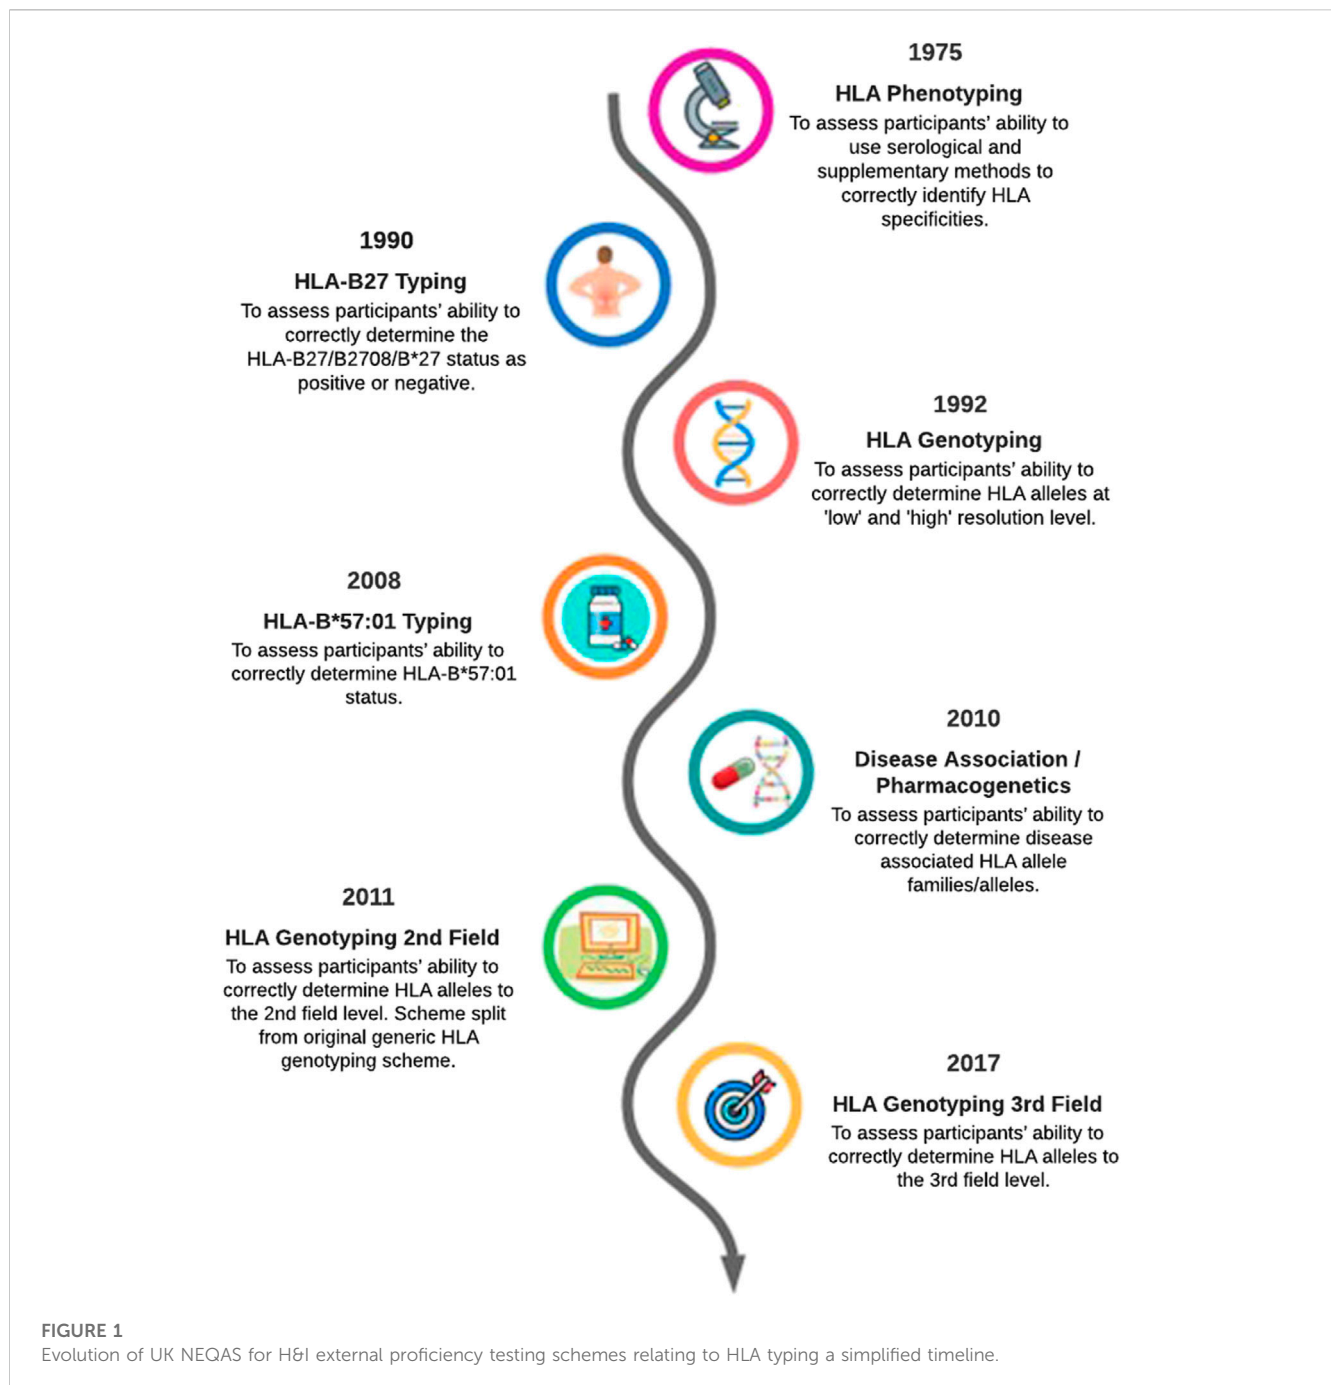 1975
HLA Phenotyping
To assess participants' ability to
use serological and
supplementary methods to
correctly identify HLA
specificities.
1990
HLA-B27 Typing
To assess participants' ability to
correctly determine the
HLA-B27/B2708/B*27 status as
positive or negative.
1992
HLA Genotyping
To assess participants' ability to
correctly determine HLA alleles at
'low' and 'high' resolution level.
2008
HLA-B*57:01 Typing
To assess participants' ability to
correctly determine HLA-B*57:01
status.
2010
Disease Association /
Pharmacogenetics
To assess participants' ability to
correctly determine disease
associated HLA allele
families/alleles.
2011
HLA Genotyping 2nd Field
To assess participants' ability to
correctly determine HLA alleles to
the 2nd field level. Scheme split
from original generic HLA
genotyping scheme.
2017
HLA Genotyping 3rd Field
To assess participants' ability to
correctly determine HLA alleles to
the 3rd field level.
FIGURE 1
Evolution of UK NEQAS for H&I external proficiency testing schemes relating to HLA typing a simplified timeline.